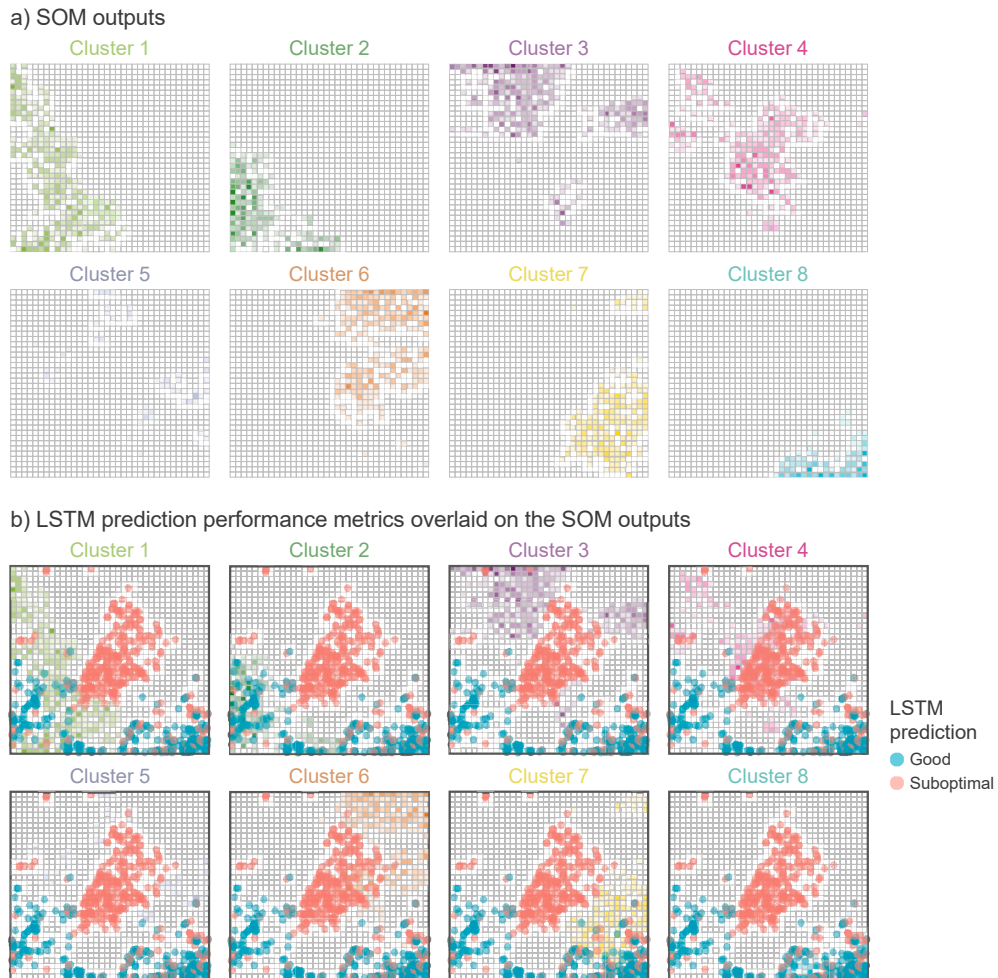 a) SOM outputs
Cluster 1
Cluster 2
Cluster 3
Cluster 4
Cluster 5
Cluster 6
Cluster 7
Cluster 8
b) LSTM prediction performance metrics overlaid on the SOM outputs
Cluster 1
Cluster 2
Cluster 3
Cluster 4
Cluster 5
Cluster 6
Cluster 7
Cluster 8
LSTM
prediction
Good
Suboptimal